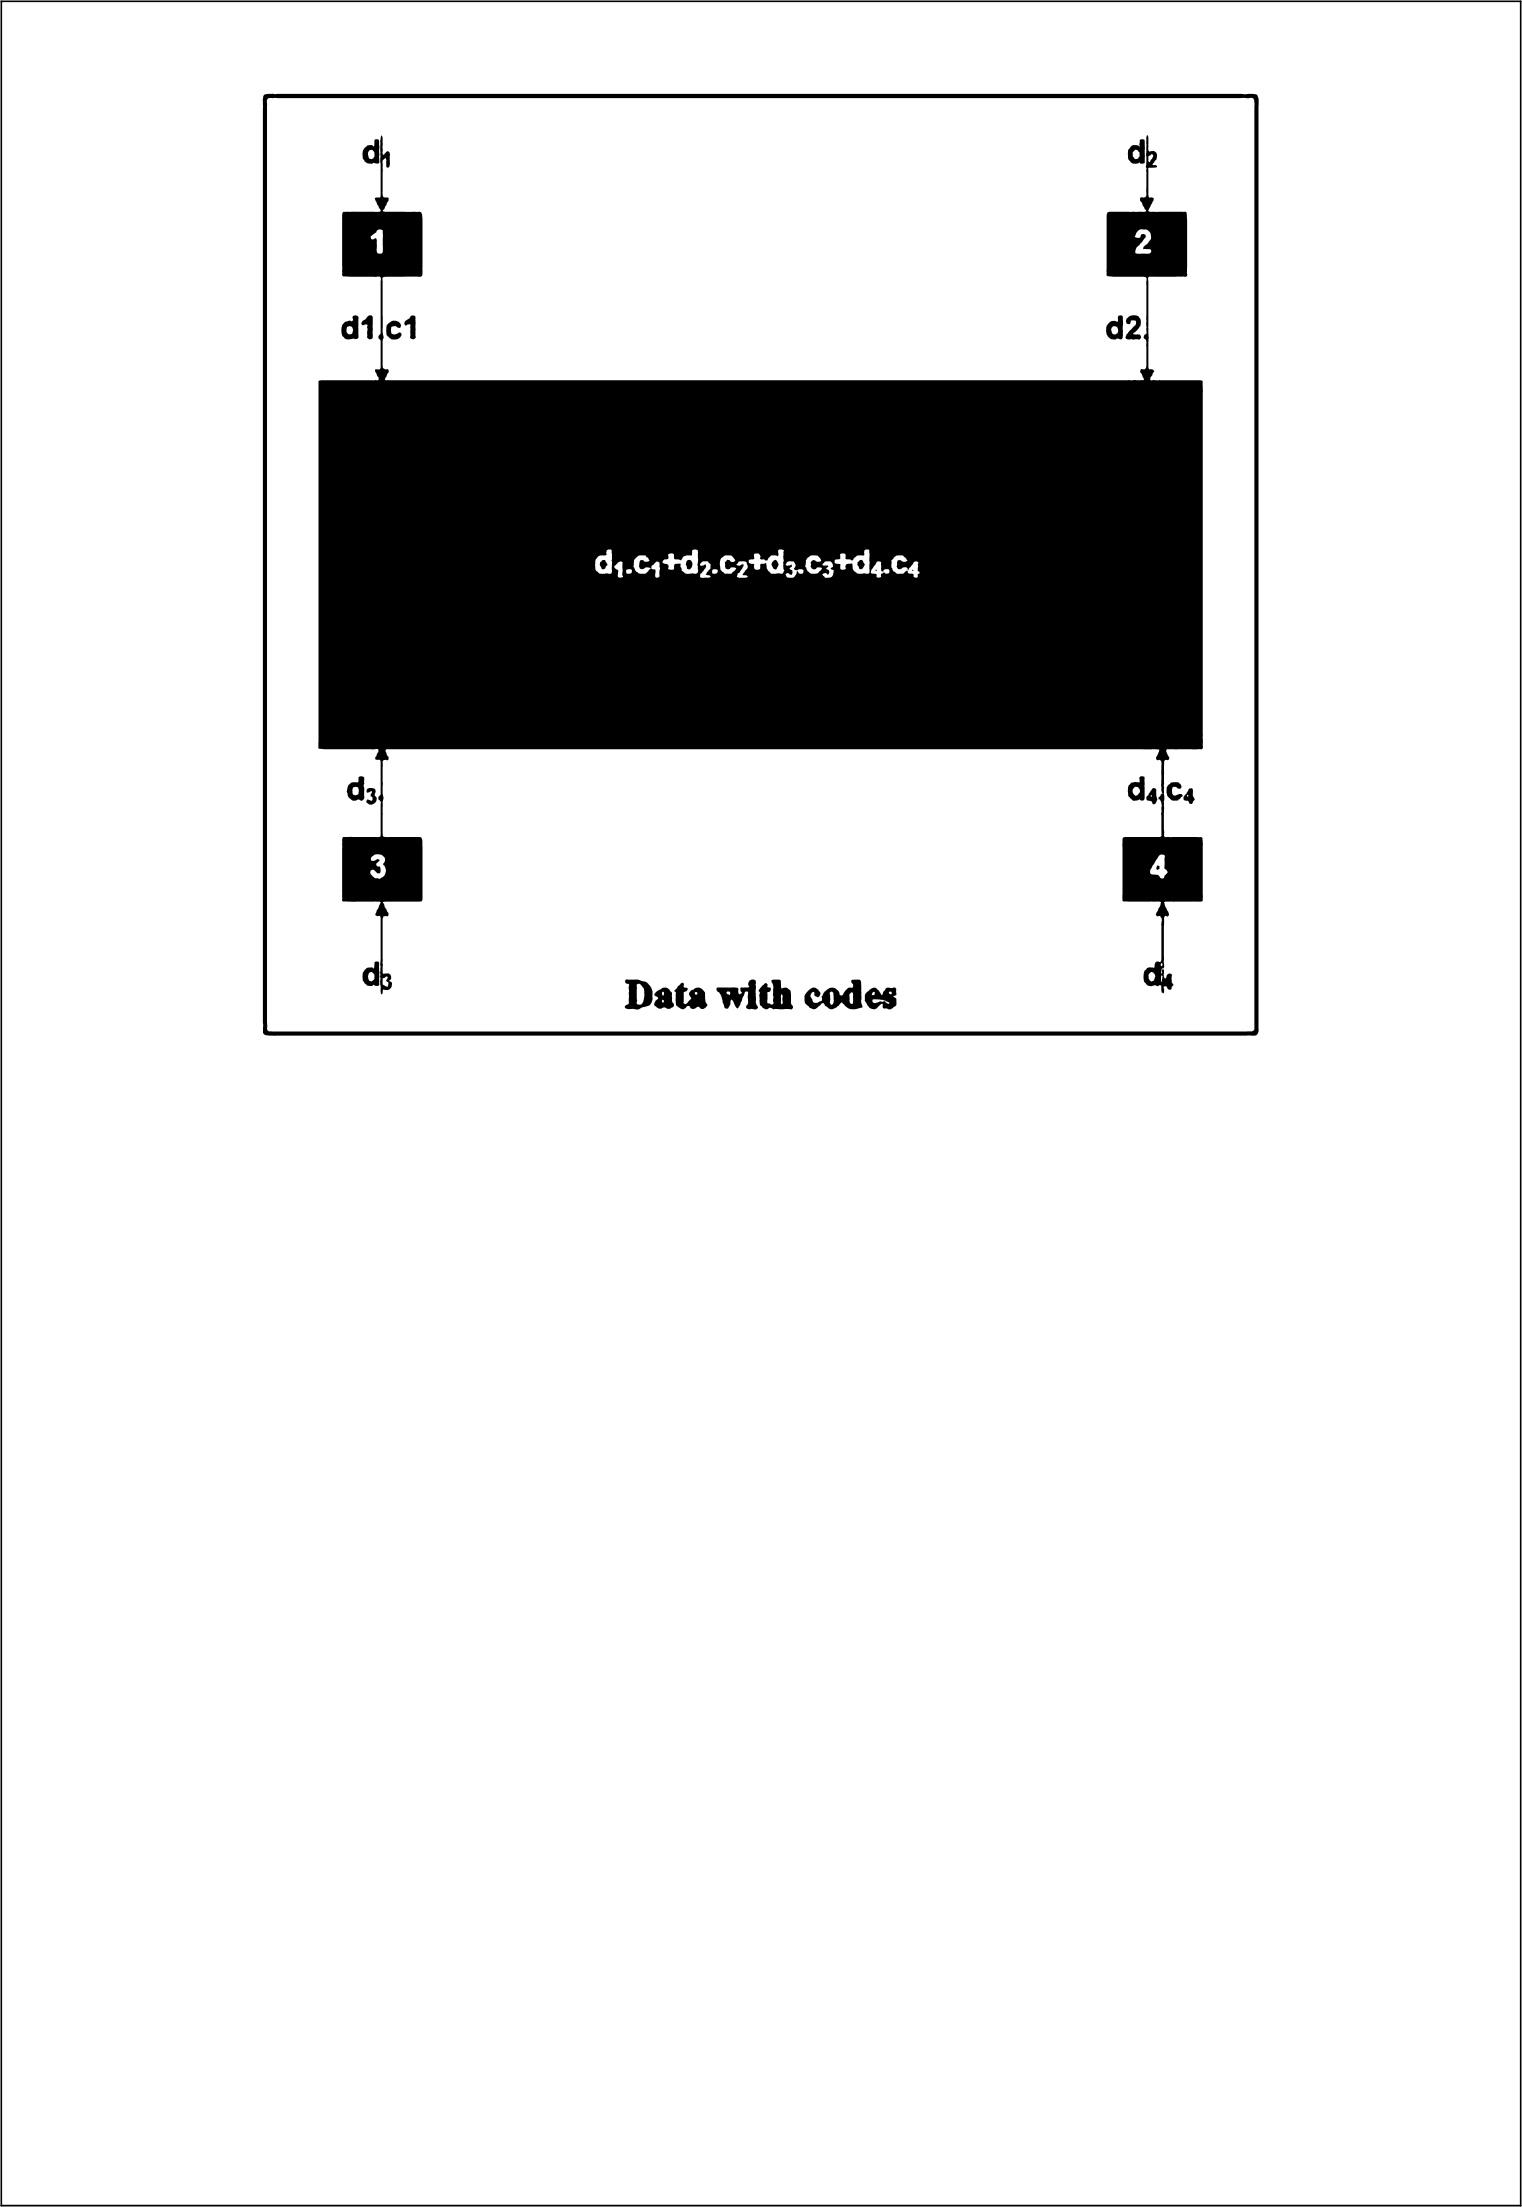 d₁ d₂
1 2
d1.c1 d2.
d₁.c₁+d₂.c₂+d₃.c₃+d₄.c₄
d₃. d₄.c₄
3 4
d₃ d₄
Data with codes